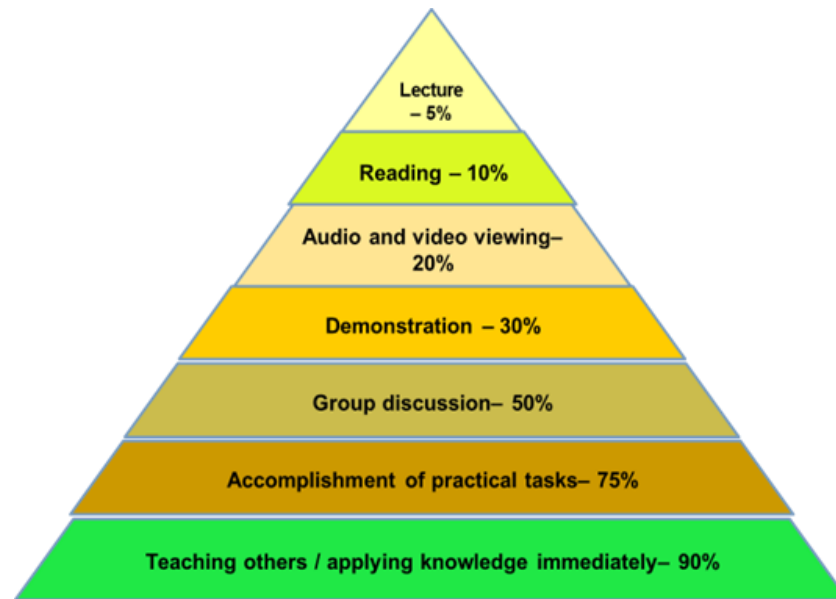 Lecture
– 5%
Reading – 10%
Audio and video viewing–
20%
Demonstration – 30%
Group discussion– 50%
Accomplishment of practical tasks– 75%
Teaching others / applying knowledge immediately– 90%